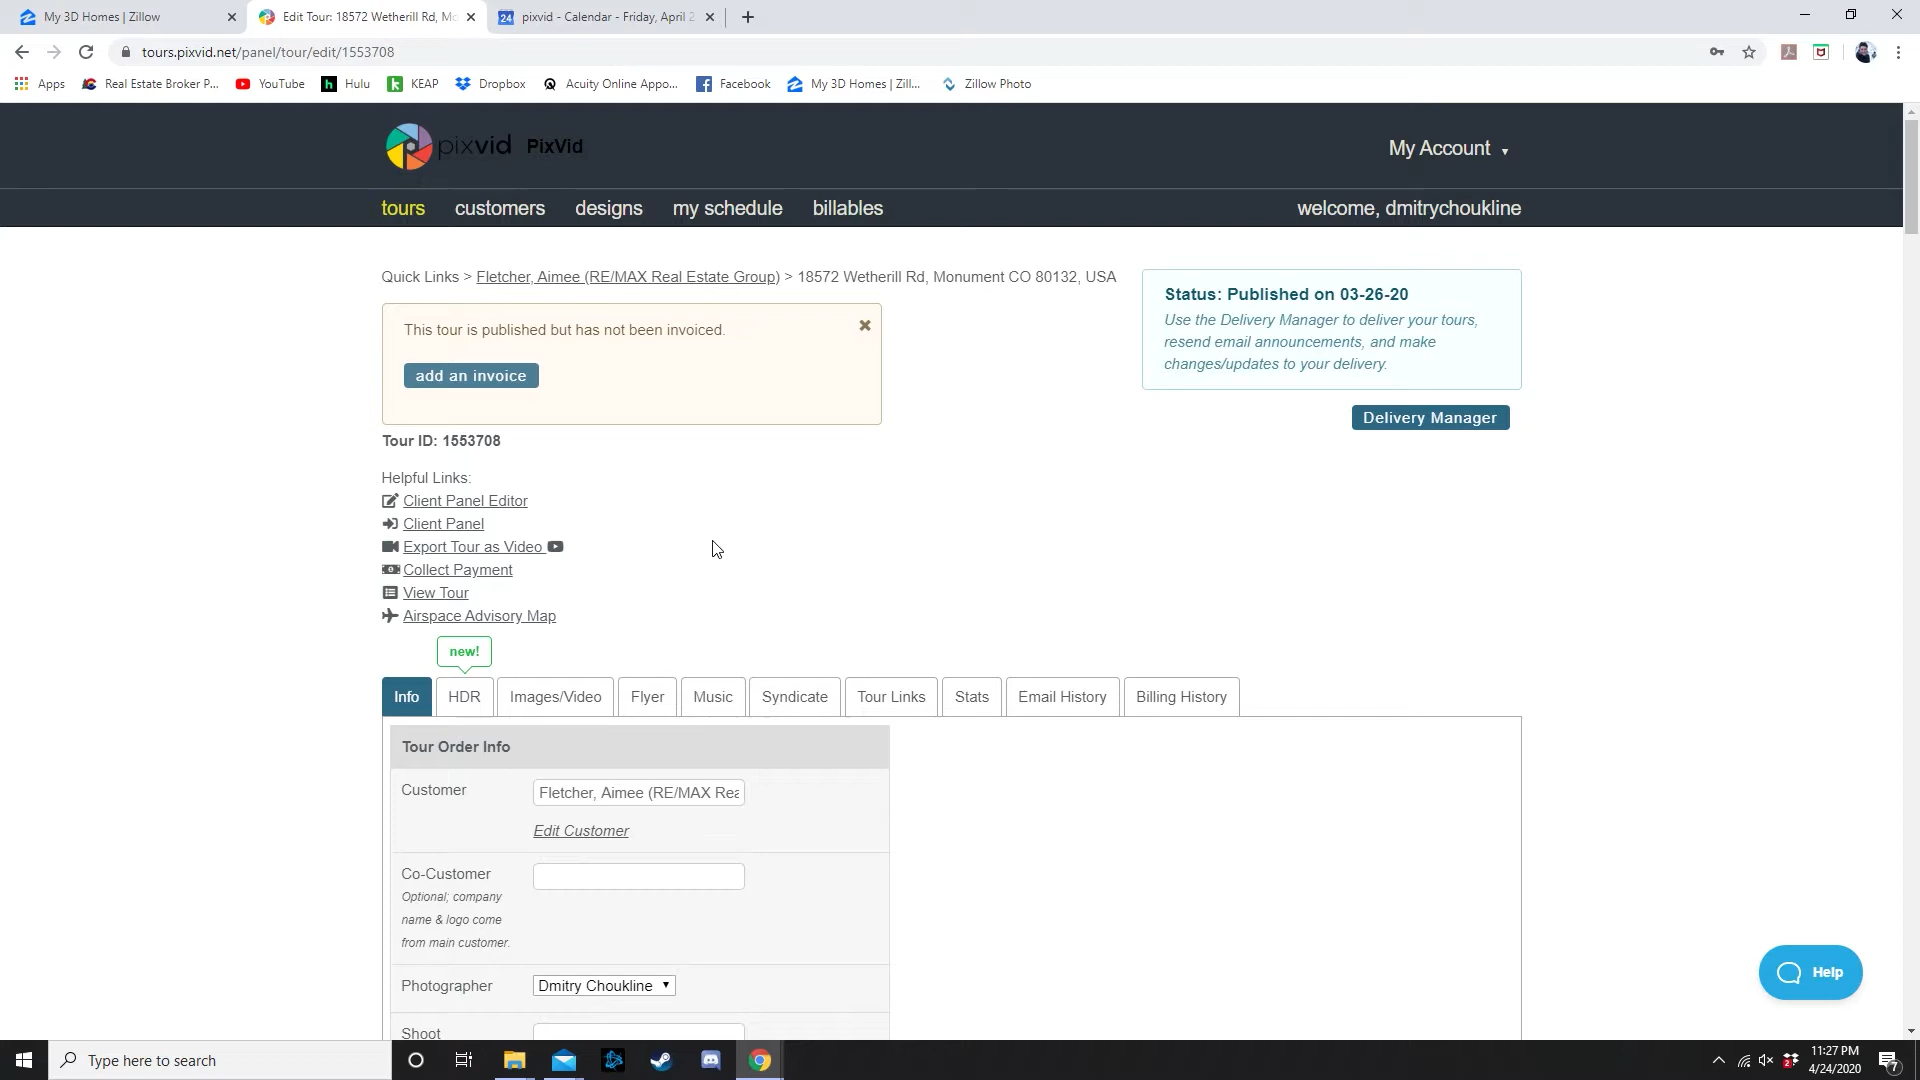 My 3D Homes | Zillow
Edit Tour: 18572 Wetherill Rd, Mo
pixvid - Calendar - Friday, April 2
tours.pixvid.net/panel/tour/edit/1553708
Apps
Real Estate Broker P...
YouTube
Hulu
KEAP
Dropbox
Acuity Online Appo...
Facebook
My 3D Homes | Zill...
Zillow Photo
pixvid PixVid
My Account
tours customers designs my schedule billables
welcome, dmitrychoukline
Quick Links > Fletcher, Aimee (RE/MAX Real Estate Group) > 18572 Wetherill Rd, Monument CO 80132, USA
This tour is published but has not been invoiced.
add an invoice
Status: Published on 03-26-20
Use the Delivery Manager to deliver your tours,
resend email announcements, and make
changes/updates to your delivery.
Delivery Manager
Tour ID: 1553708
Helpful Links:
Client Panel Editor
Client Panel
Export Tour as Video
Collect Payment
View Tour
Airspace Advisory Map
new!
Info HDR Images/Video Flyer Music Syndicate Tour Links Stats Email History Billing History
Tour Order Info
Customer
Fletcher, Aimee (RE/MAX Rea
Edit Customer
Co-Customer
Optional; company
name & logo come
from main customer.
Photographer
Dmitry Choukline
Shoot
Help
Type here to search
11:27 PM
4/24/2020
7